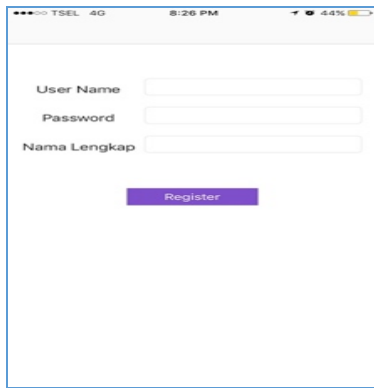 TSEL 4G 8:26 PM 44%
User Name
Password
Nama Lengkap
Register